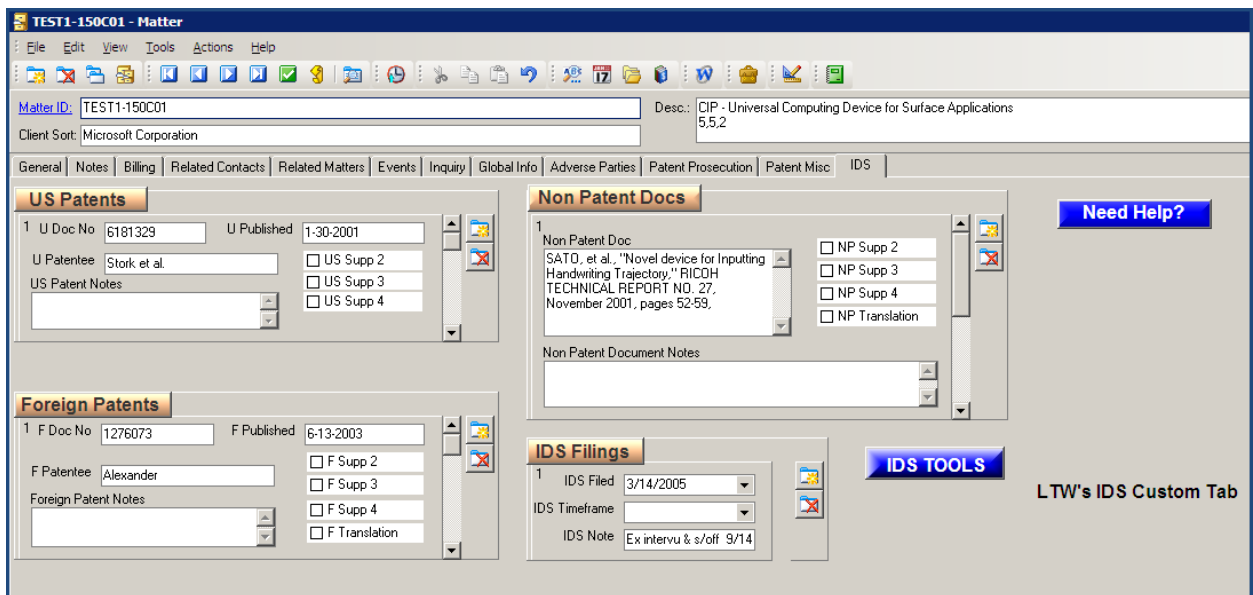 TEST1-150C01 - Matter
File Edit View Tools Actions Help
Matter ID: TEST1-150C01
Desc.: CIP - Universal Computing Device for Surface Applications
5,5,2
Client Sort: Microsoft Corporation
General Notes Billing Related Contacts Related Matters Events Inquiry Global Info Adverse Parties Patent Prosecution Patent Misc IDS
US Patents
1 U Doc No 6181329 U Published 1-30-2001
U Patentee Stork et al.
US Supp 2
US Patent Notes
US Supp 3
US Supp 4
Non Patent Docs
1
Non Patent Doc
SATO, et al., "Novel device for Inputting
Handwriting Trajectory," RICOH
TECHNICAL REPORT NO. 27,
November 2001, pages 52-59,
NP Supp 2
NP Supp 3
NP Supp 4
NP Translation
Non Patent Document Notes
Need Help?
Foreign Patents
1 F Doc No 1276073 F Published 6-13-2003
F Patentee Alexander
F Supp 2
F Supp 3
Foreign Patent Notes
F Supp 4
F Translation
IDS Filings
1
IDS Filed 3/14/2005
IDS Timeframe
IDS Note Ex intervu & s/off 9/14
IDS TOOLS
LTW's IDS Custom Tab
17
W